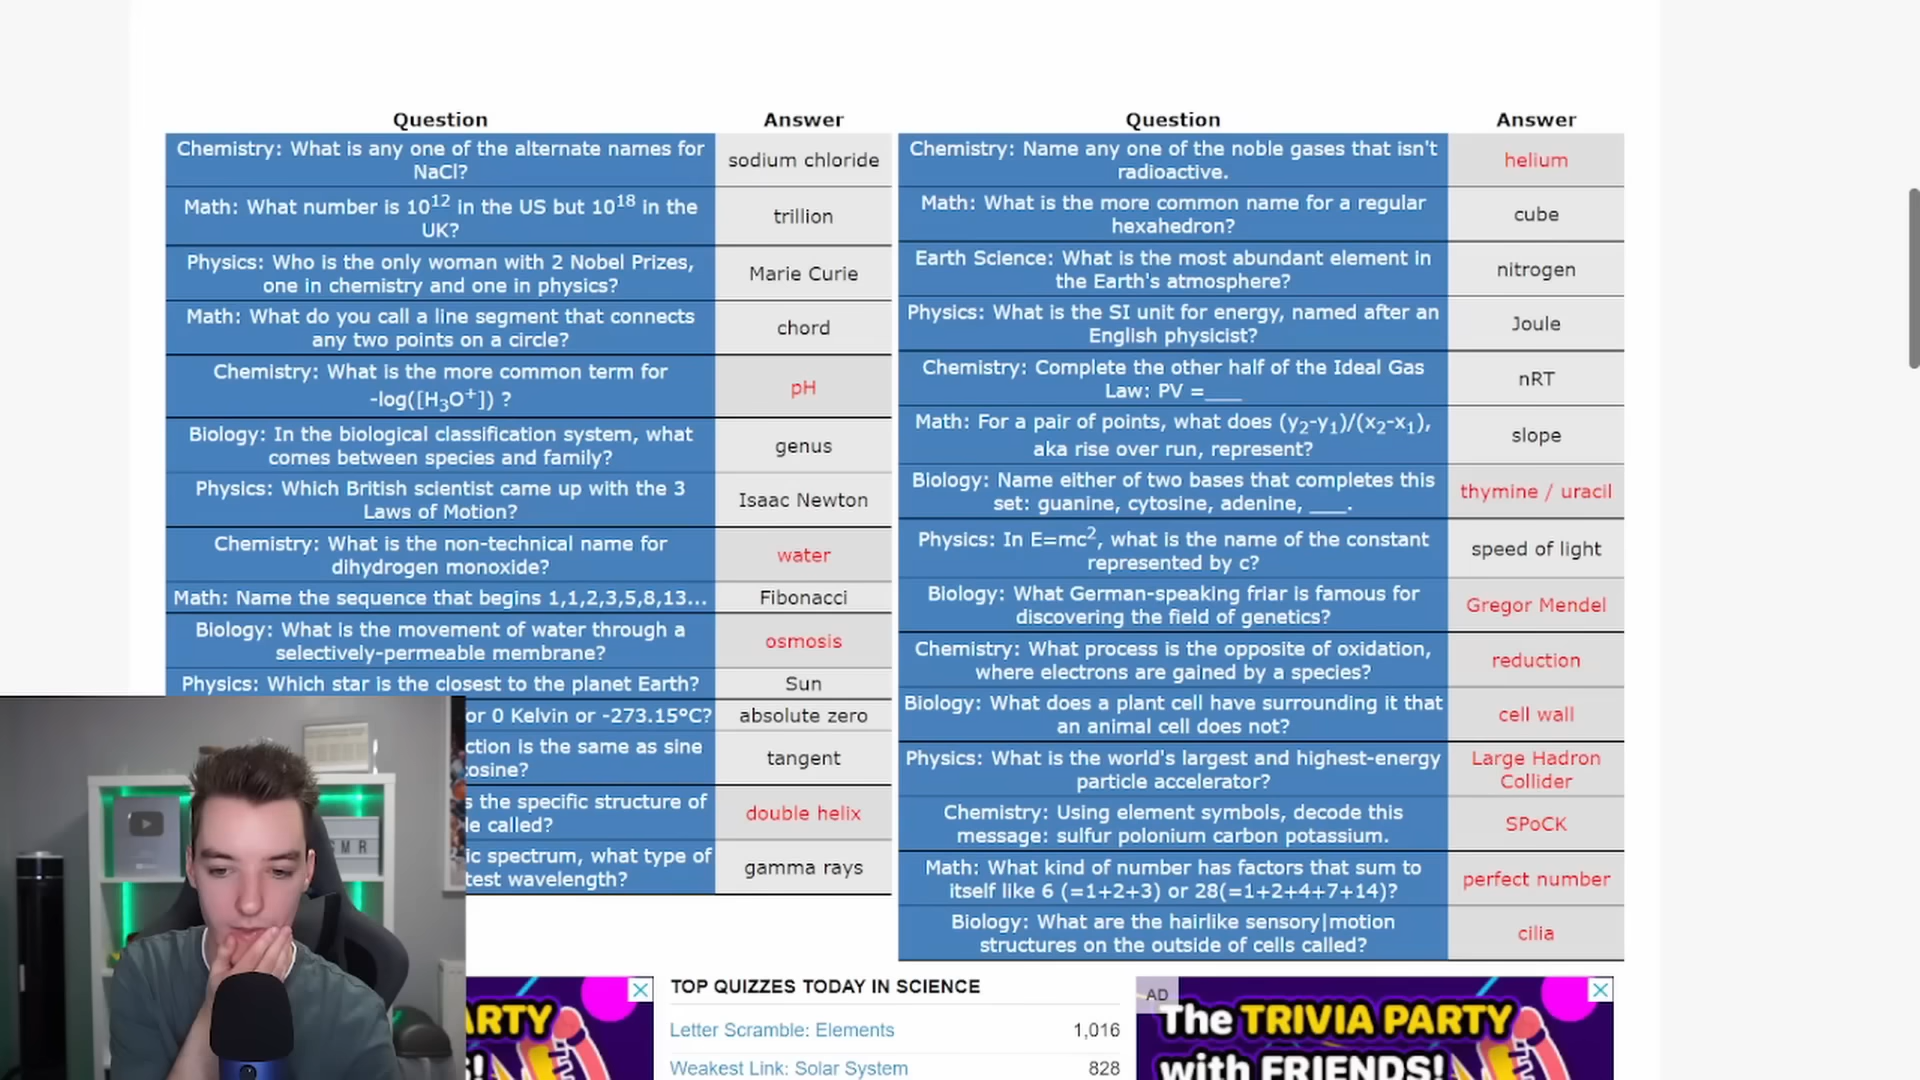 Question Answer
Chemistry: What is any one of the alternate names for
NaCl?
sodium chloride
Math: What number is 10¹² in the US but 10¹⁸ in the
UK?
trillion
Physics: Who is the only woman with 2 Nobel Prizes,
one in chemistry and one in physics?
Marie Curie
Math: What do you call a line segment that connects
any two points on a circle?
chord
Chemistry: What is the more common term for
-log([H₃O⁺]) ?
pH
Biology: In the biological classification system, what
comes between species and family?
genus
Physics: Which British scientist came up with the 3
Laws of Motion?
Isaac Newton
Chemistry: What is the non-technical name for
dihydrogen monoxide?
water
Math: Name the sequence that begins 1,1,2,3,5,8,13...
Fibonacci
Biology: What is the movement of water through a
selectively-permeable membrane?
osmosis
Physics: Which star is the closest to the planet Earth?
Sun
or 0 Kelvin or -273.15°C?
absolute zero
ction is the same as sine
cosine?
tangent
s the specific structure of
le called?
double helix
ic spectrum, what type of
test wavelength?
gamma rays
Question Answer
Chemistry: Name any one of the noble gases that isn't
radioactive.
helium
Math: What is the more common name for a regular
hexahedron?
cube
Earth Science: What is the most abundant element in
the Earth's atmosphere?
nitrogen
Physics: What is the SI unit for energy, named after an
English physicist?
Joule
Chemistry: Complete the other half of the Ideal Gas
Law: PV =___
nRT
Math: For a pair of points, what does (y₂-y₁)/(x₂-x₁),
aka rise over run, represent?
slope
Biology: Name either of two bases that completes this
set: guanine, cytosine, adenine, ___.
thymine / uracil
Physics: In E=mc², what is the name of the constant
represented by c?
speed of light
Biology: What German-speaking friar is famous for
discovering the field of genetics?
Gregor Mendel
Chemistry: What process is the opposite of oxidation,
where electrons are gained by a species?
reduction
Biology: What does a plant cell have surrounding it that
an animal cell does not?
cell wall
Physics: What is the world's largest and highest-energy
particle accelerator?
Large Hadron
Collider
Chemistry: Using element symbols, decode this
message: sulfur polonium carbon potassium.
SPoCK
Math: What kind of number has factors that sum to
itself like 6 (=1+2+3) or 28(=1+2+4+7+14)?
perfect number
Biology: What are the hairlike sensory|motion
structures on the outside of cells called?
cilia
S M R
ARTY
S!
TOP QUIZZES TODAY IN SCIENCE
Letter Scramble: Elements 1,016
Weakest Link: Solar System 828
AD
The TRIVIA PARTY
with FRIENDS!